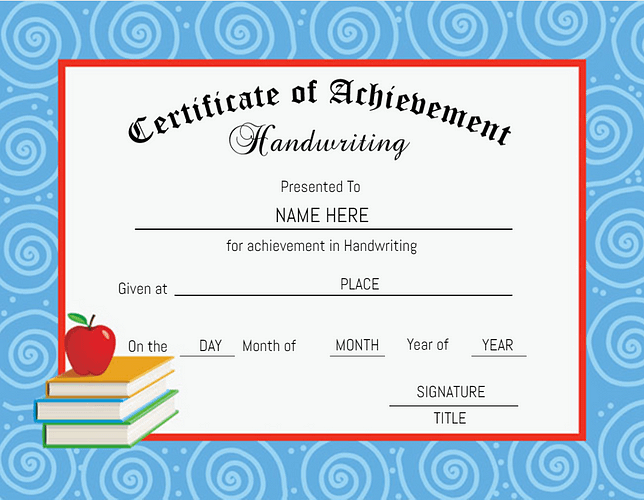 Certificate of Achievement
Handwriting
Presented To
NAME HERE
for achievement in Handwriting
Given at PLACE
On the DAY Month of MONTH Year of YEAR
SIGNATURE
TITLE